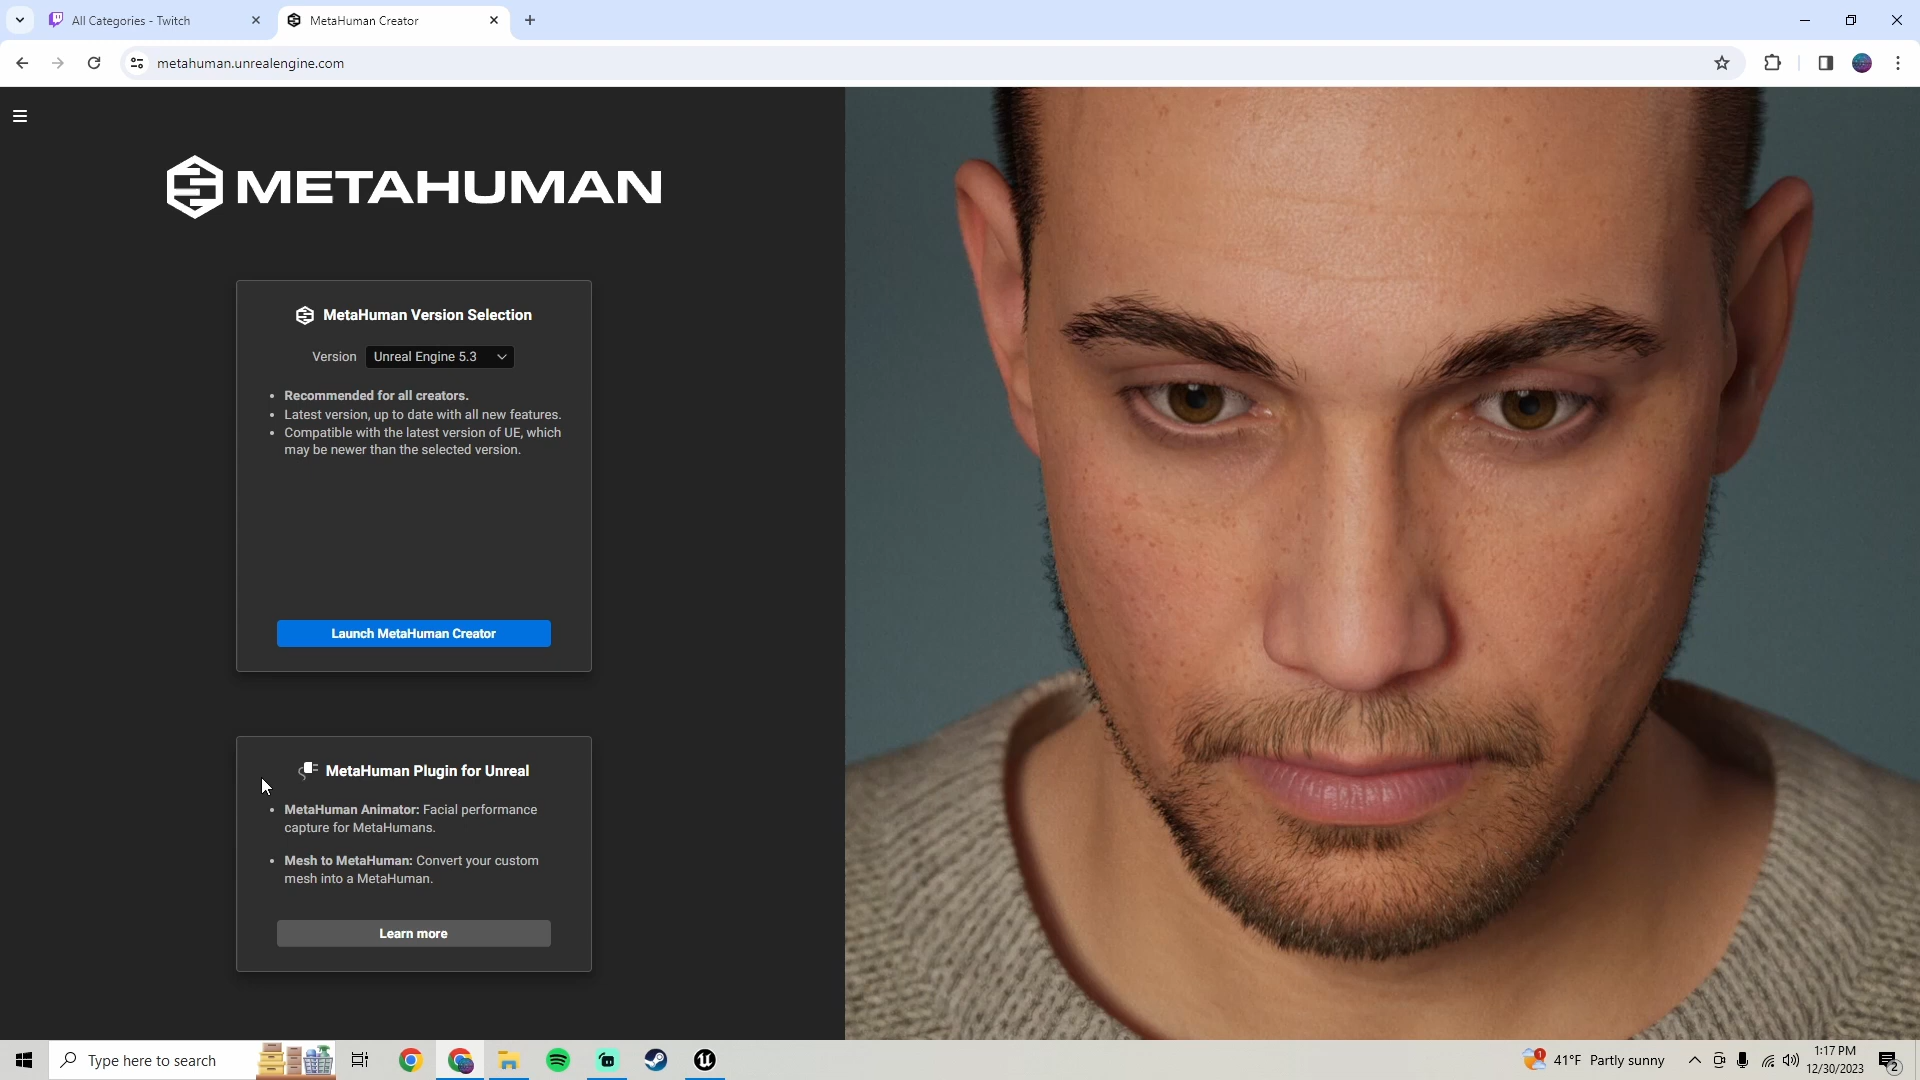 All Categories - Twitch
MetaHuman Creator
metahuman.unrealengine.com
METAHUMAN
MetaHuman Version Selection
Version Unreal Engine 5.3
• Recommended for all creators.
• Latest version, up to date with all new features.
• Compatible with the latest version of UE, which
may be newer than the selected version.
Launch MetaHuman Creator
MetaHuman Plugin for Unreal
• MetaHuman Animator: Facial performance
capture for MetaHumans.
• Mesh to MetaHuman: Convert your custom
mesh into a MetaHuman.
Learn more
Type here to search
1
41°F Partly sunny
1:17 PM
12/30/2023
2